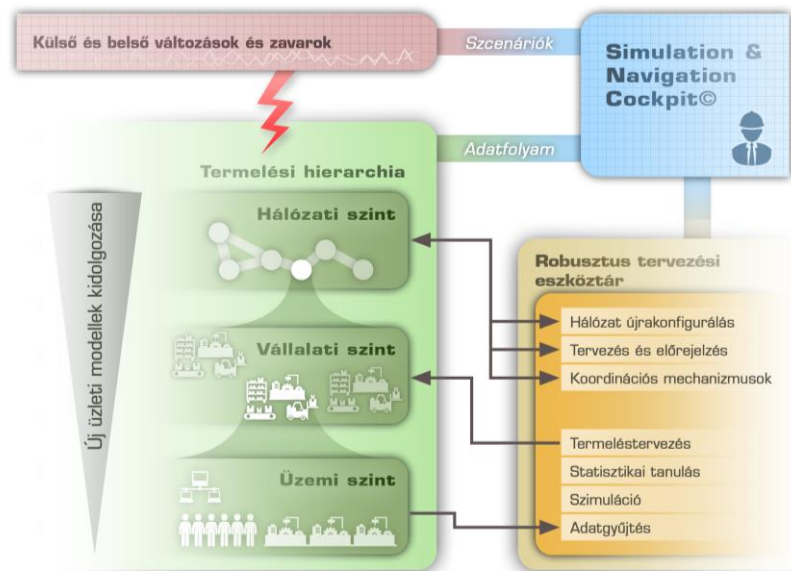 Külső és belső változások és zavarok
Szcenáriók
Simulation &
Navigation
Cockpit©
Adatfolyam
Termelési hierarchia
Új üzleti modellek kidolgozása
Hálózati szint
Vállalati szint
Üzemi szint
Robusztus tervezési
eszköztár
Hálózat újrakonfigurálás
Tervezés és előrejelzés
Koordinációs mechanizmusok
Termeléstervezés
Statisztikai tanulás
Szimuláció
Adatgyűjtés